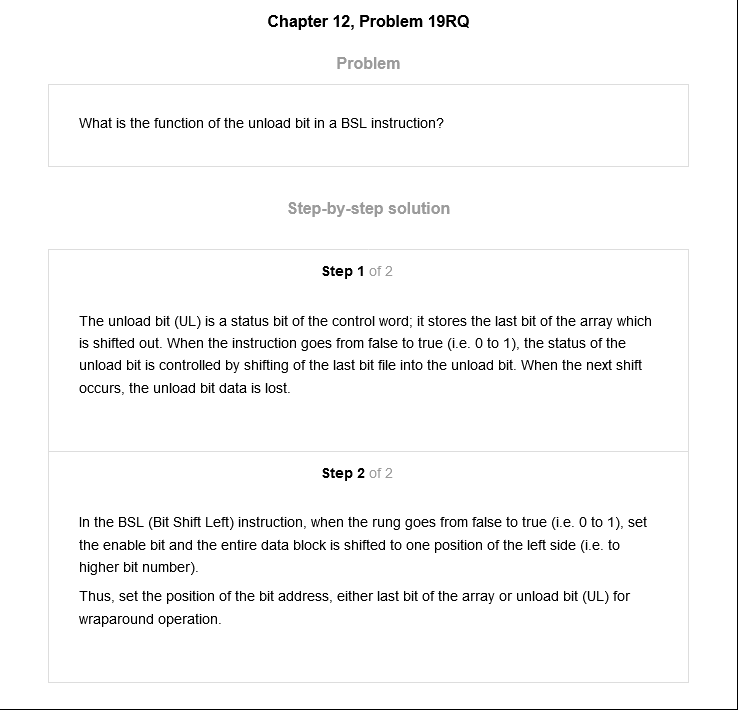 Chapter 12, Problem 19RQ
Problem
What is the function of the unload bit in a BSL instruction?
Step-by-step solution
Step 1 of 2
The unload bit (UL) is a status bit of the control word; it stores the last bit of the array which
is shifted out. When the instruction goes from false to true (i.e. 0 to 1), the status of the
unload bit is controlled by shifting of the last bit file into the unload bit. When the next shift
occurs, the unload bit data is lost.
Step 2 of 2
In the BSL (Bit Shift Left) instruction, when the rung goes from false to true (i.e. 0 to 1), set
the enable bit and the entire data block is shifted to one position of the left side (i.e. to
higher bit number).
Thus, set the position of the bit address, either last bit of the array or unload bit (UL) for
wraparound operation.